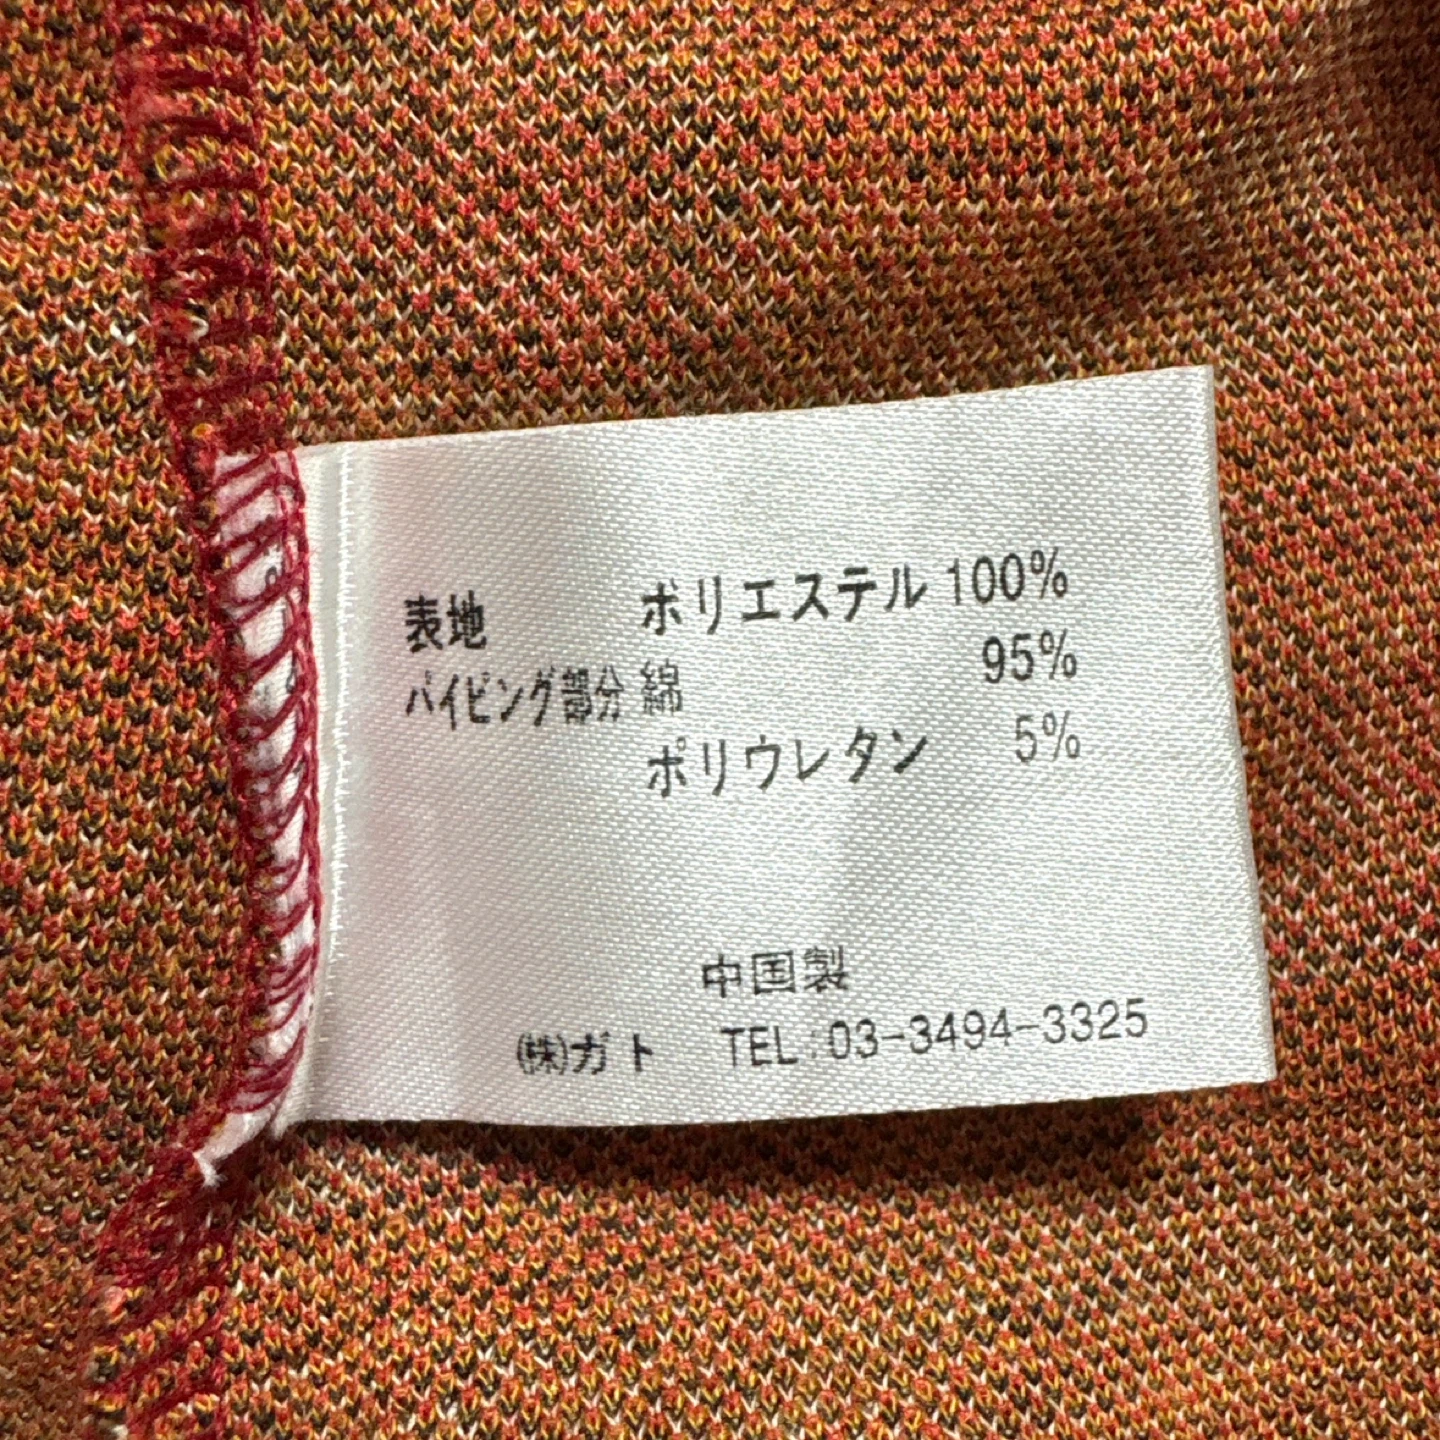 表地 ポリエステル 100%
パイピング部分 綿 95%
ポリウレタン 5%
中国製
(株)ガト TEL:03-3494-3325